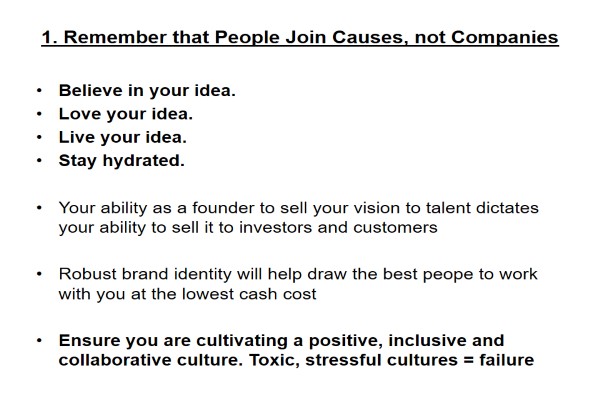 1. Remember that People Join Causes, not Companies
• Believe in your idea.
• Love your idea.
• Live your idea.
• Stay hydrated.
• Your ability as a founder to sell your vision to talent dictates
your ability to sell it to investors and customers
• Robust brand identity will help draw the best peope to work
with you at the lowest cash cost
• Ensure you are cultivating a positive, inclusive and
collaborative culture. Toxic, stressful cultures = failure